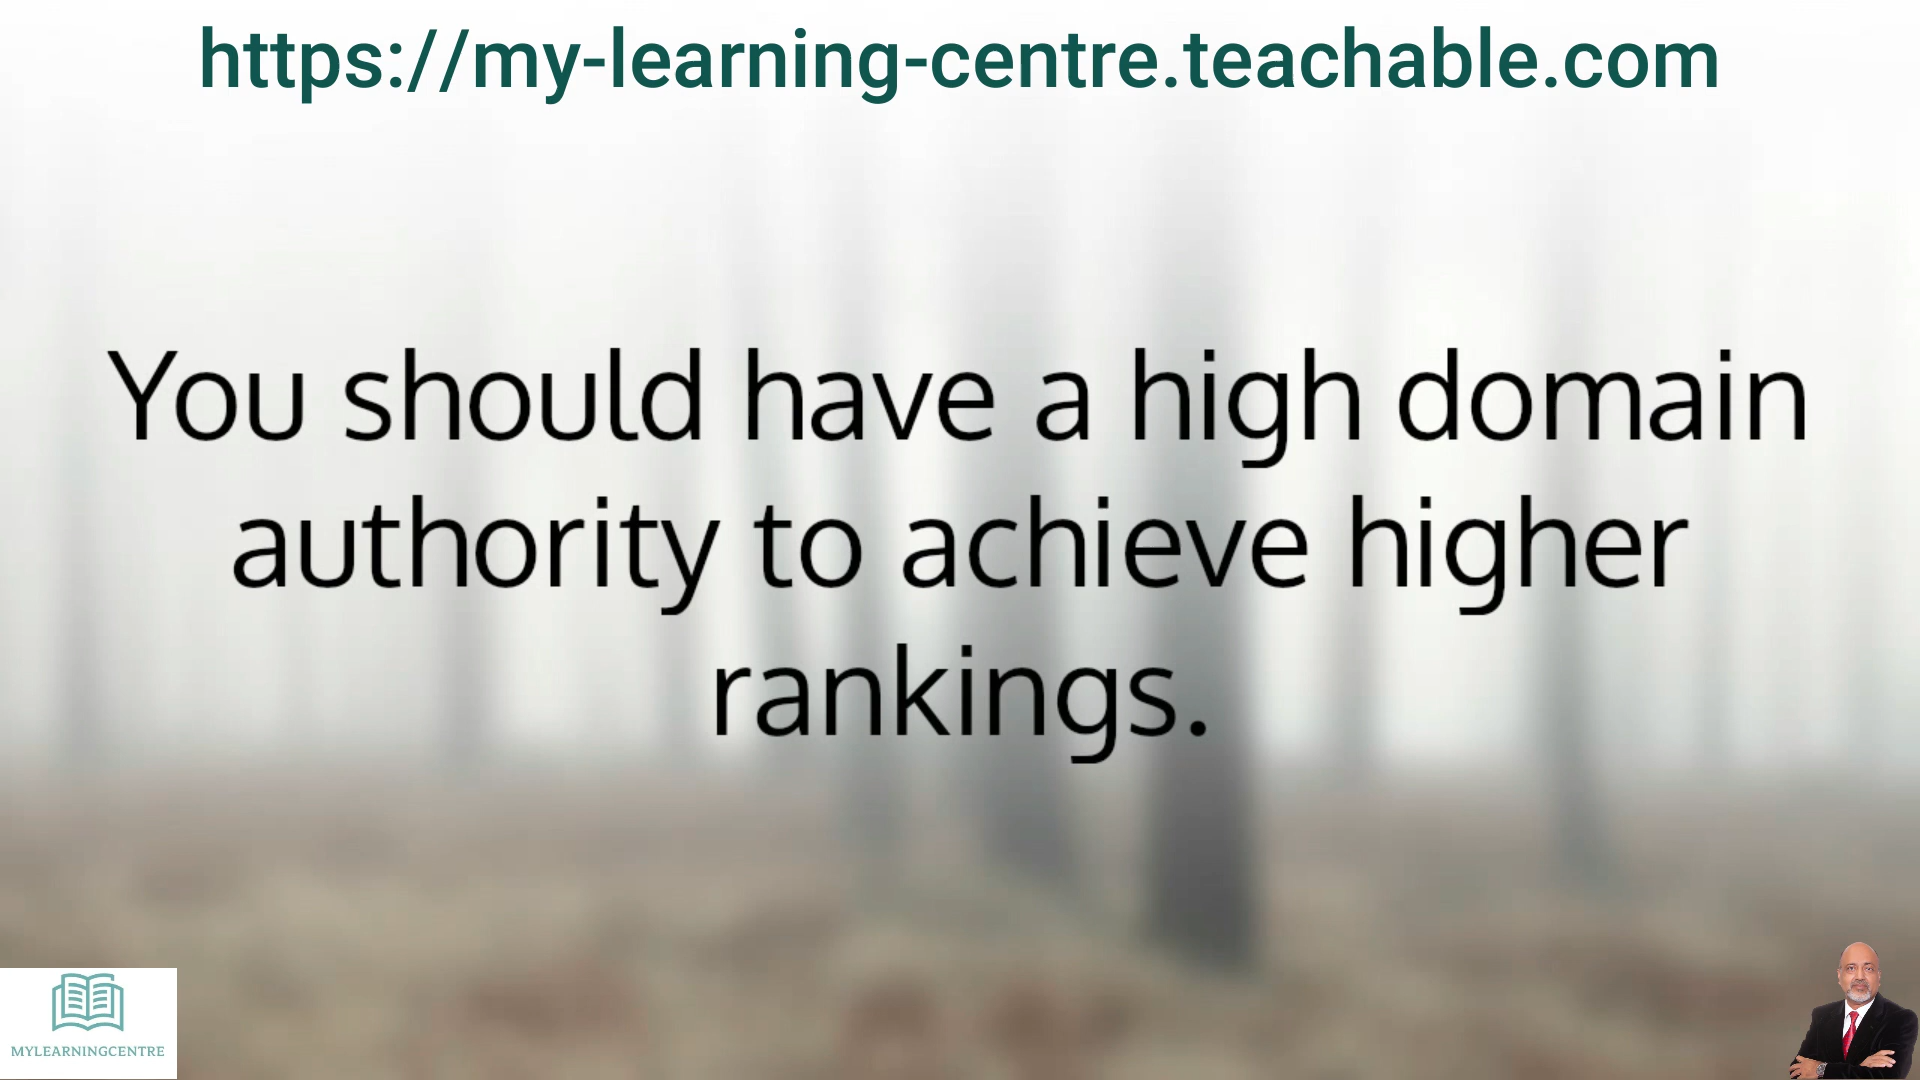 https://my-learning-centre.teachable.com
You should have a high domain
authority to achieve higher
rankings.
MYLEARNINGCENTRE